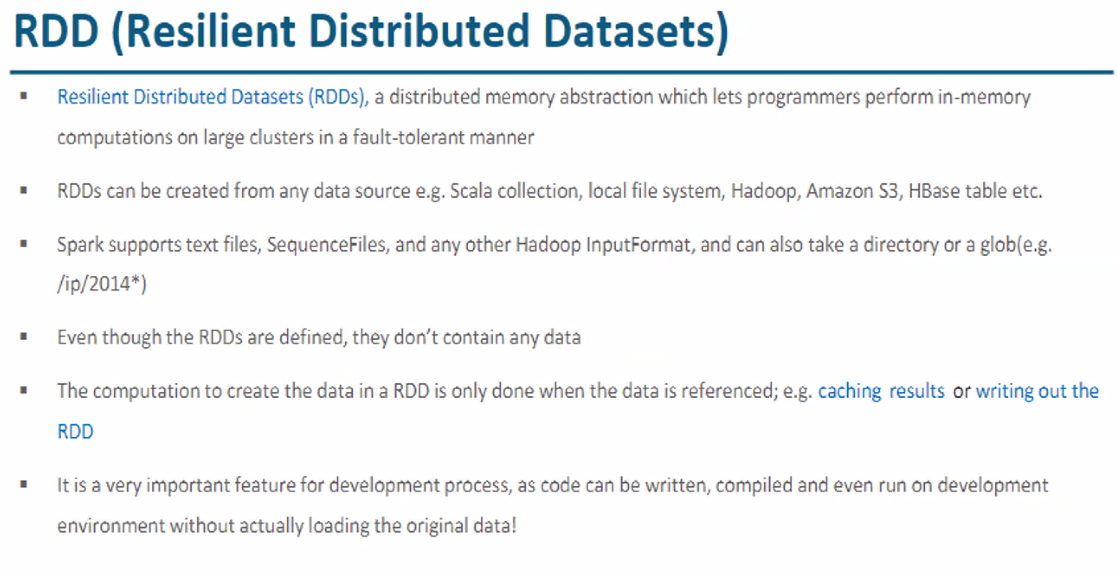 RDD (Resilient Distributed Datasets)
▪ Resilient Distributed Datasets (RDDs), a distributed memory abstraction which lets programmers perform in-memory
computations on large clusters in a fault-tolerant manner
▪ RDDs can be created from any data source e.g. Scala collection, local file system, Hadoop, Amazon S3, HBase table etc.
▪ Spark supports text files, SequenceFiles, and any other Hadoop InputFormat, and can also take a directory or a glob(e.g.
/ip/2014*)
▪ Even though the RDDs are defined, they don't contain any data
▪ The computation to create the data in a RDD is only done when the data is referenced; e.g. caching results or writing out the
RDD
▪ It is a very important feature for development process, as code can be written, compiled and even run on development
environment without actually loading the original data!